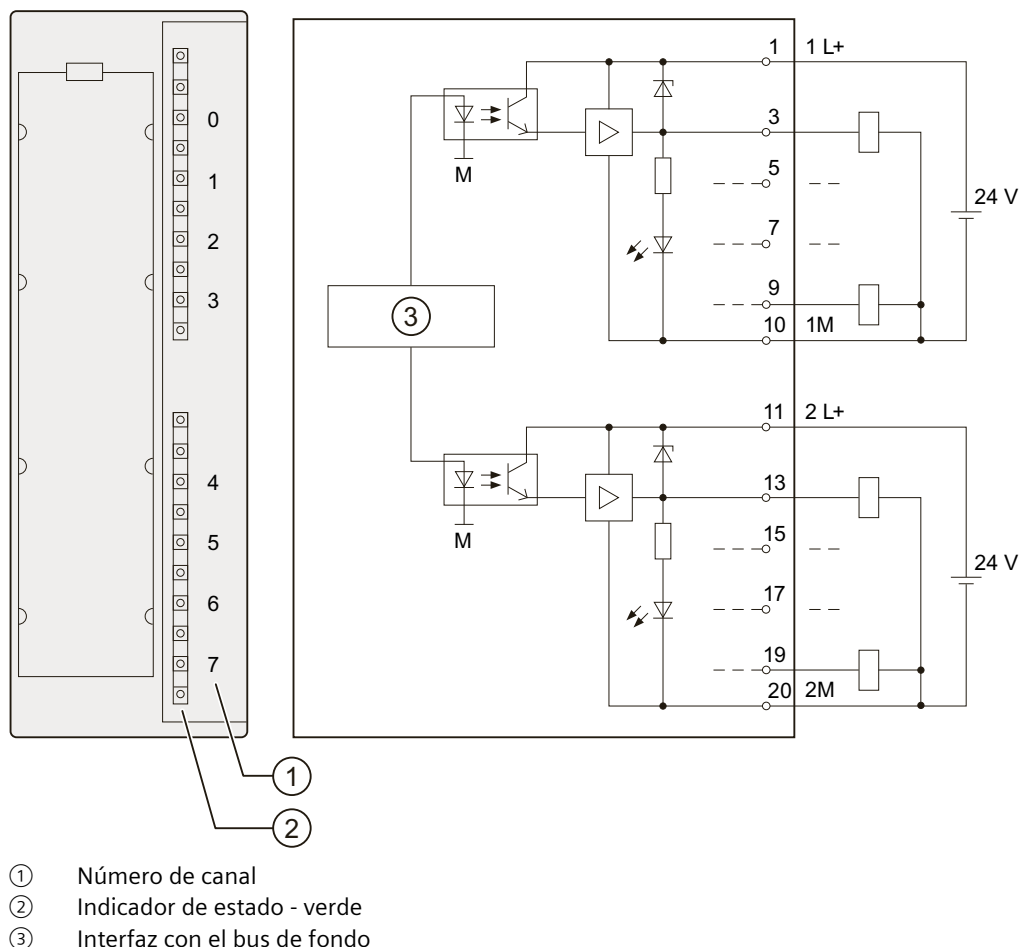 0
1
2
3
4
5
6
7
1 1 L+
3
5
7
9
10 1M
M
24 V
3
11 2 L+
13
15
17
19
20 2M
M
24 V
1
2
① Número de canal
② Indicador de estado - verde
③ Interfaz con el bus de fondo